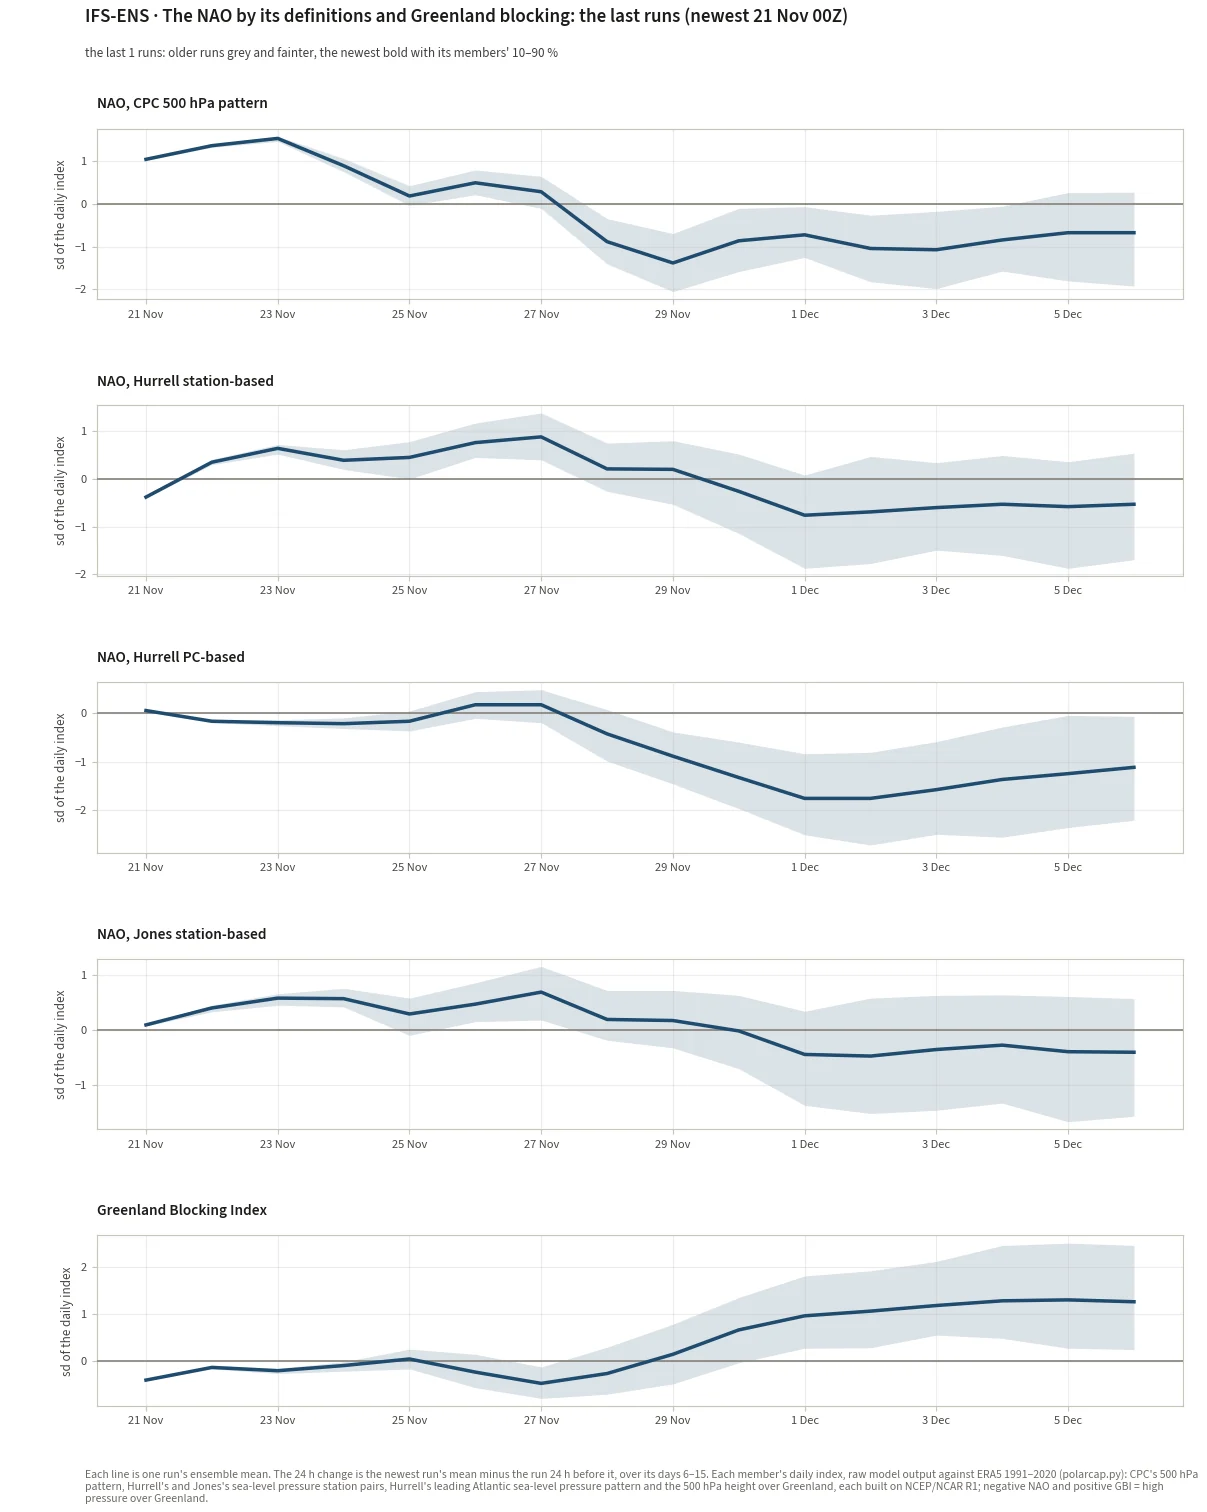 IFS-ENS · The NAO by its definitions and Greenland blocking: the last runs (newest 21 Nov 00Z)
the last 1 runs: older runs grey and fainter, the newest bold with its members' 10–90 %
NAO, CPC 500 hPa pattern
sd of the daily index
1
0
−1
−2
21 Nov 23 Nov 25 Nov 27 Nov 29 Nov 1 Dec 3 Dec 5 Dec
NAO, Hurrell station-based
sd of the daily index
1
0
−1
−2
21 Nov 23 Nov 25 Nov 27 Nov 29 Nov 1 Dec 3 Dec 5 Dec
NAO, Hurrell PC-based
sd of the daily index
0
−1
−2
21 Nov 23 Nov 25 Nov 27 Nov 29 Nov 1 Dec 3 Dec 5 Dec
NAO, Jones station-based
sd of the daily index
1
0
−1
21 Nov 23 Nov 25 Nov 27 Nov 29 Nov 1 Dec 3 Dec 5 Dec
Greenland Blocking Index
sd of the daily index
2
1
0
21 Nov 23 Nov 25 Nov 27 Nov 29 Nov 1 Dec 3 Dec 5 Dec
Each line is one run's ensemble mean. The 24 h change is the newest run's mean minus the run 24 h before it, over its days 6–15. Each member's daily index, raw model output against ERA5 1991–2020 (polarcap.py): CPC's 500 hPa
pattern, Hurrell's and Jones's sea-level pressure station pairs, Hurrell's leading Atlantic sea-level pressure pattern and the 500 hPa height over Greenland, each built on NCEP/NCAR R1; negative NAO and positive GBI = high
pressure over Greenland.